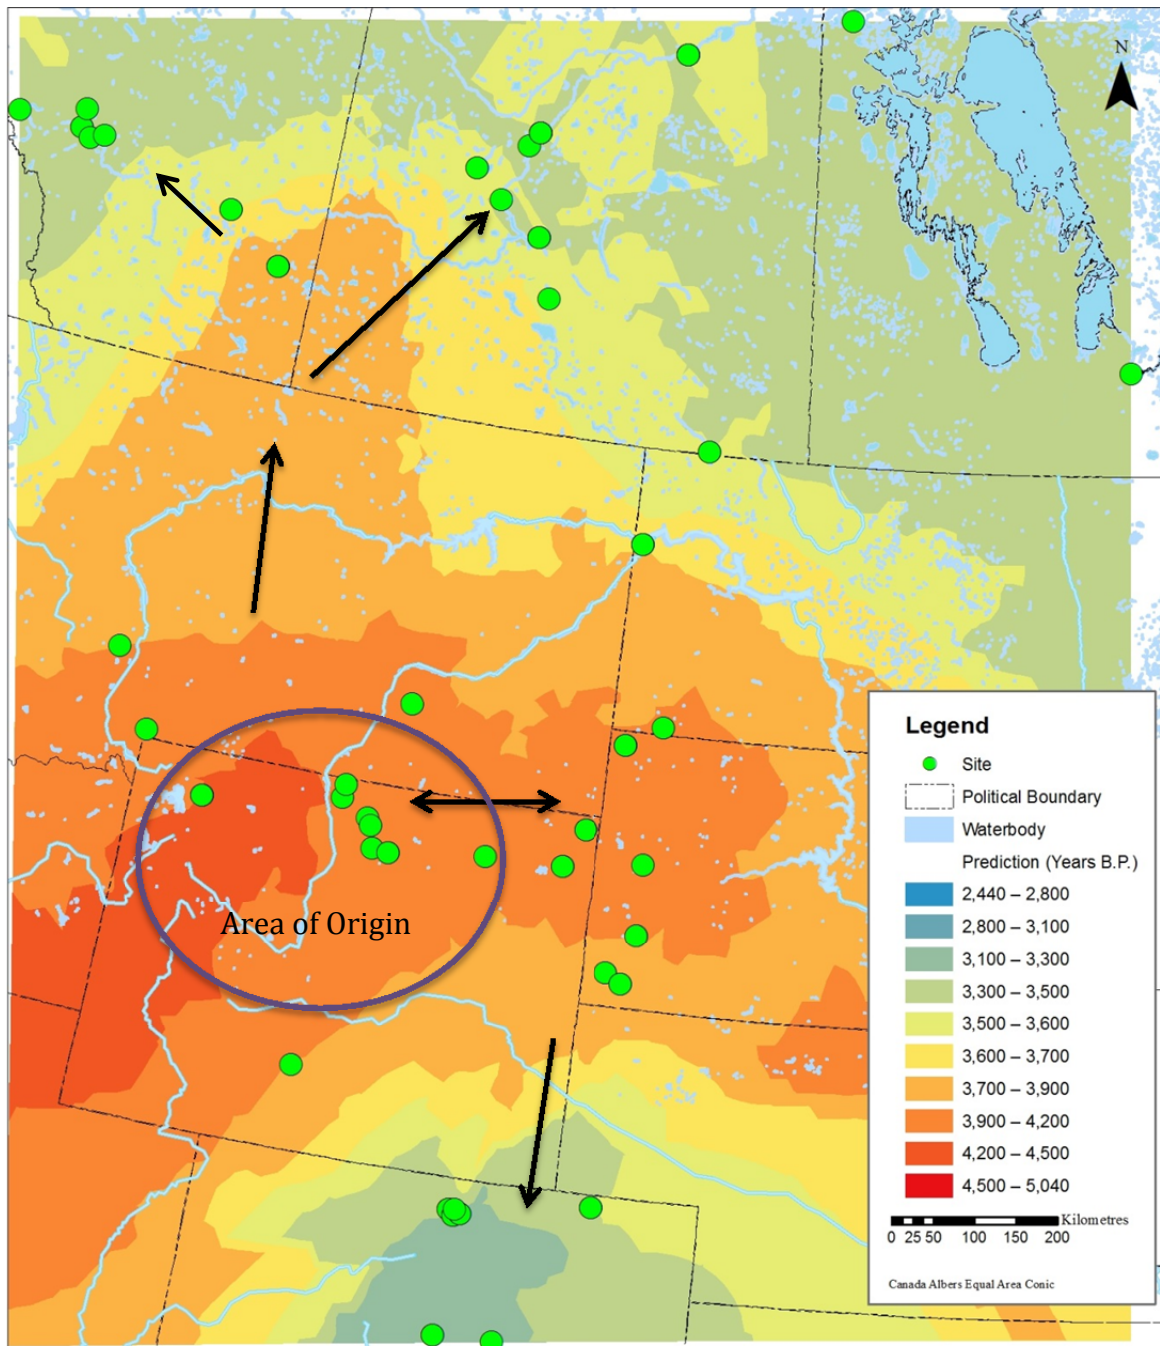 N
Area of Origin
Legend
Site
Political Boundary
Waterbody
Prediction (Years B.P.)
2,440 – 2,800
2,800 – 3,100
3,100 – 3,300
3,300 – 3,500
3,500 – 3,600
3,600 – 3,700
3,700 – 3,900
3,900 – 4,200
4,200 – 4,500
4,500 – 5,040
Kilometres
0 25 50 100 150 200
Canada Albers Equal Area Conic